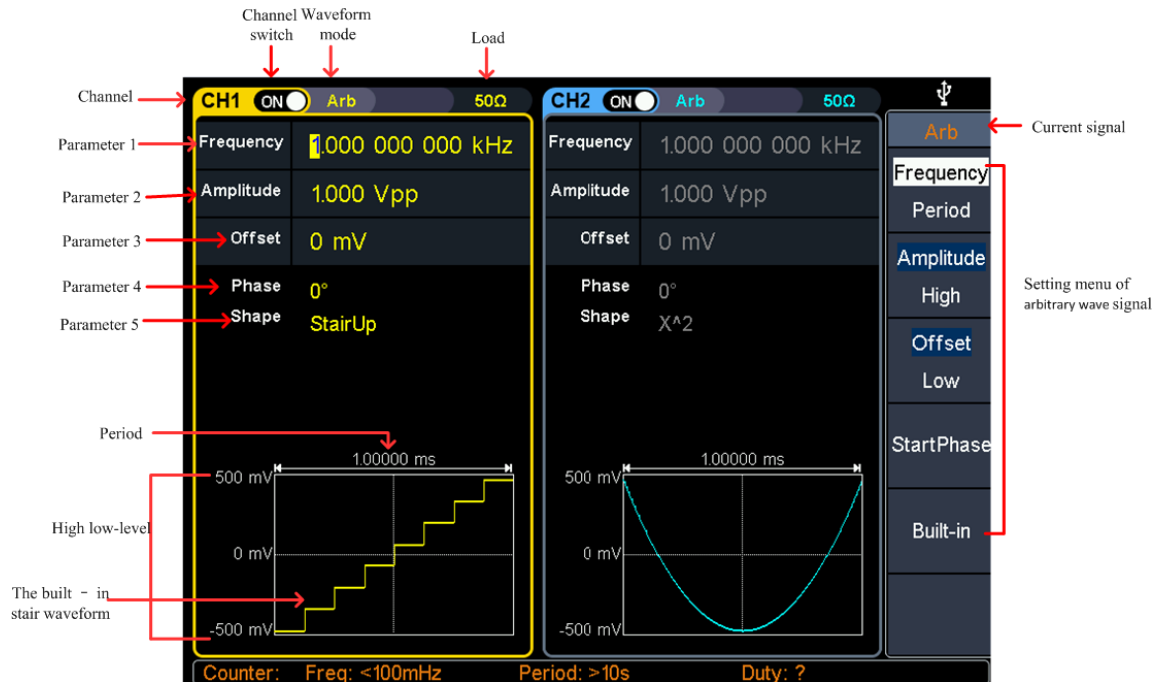 Channel switch
Waveform mode
Load
Channel
CH1 ON Arb 50Ω
CH2 ON Arb 50Ω
Parameter 1
Frequency 1.000 000 000 kHz
Frequency 1.000 000 000 kHz
Parameter 2
Amplitude 1.000 Vpp
Amplitude 1.000 Vpp
Parameter 3
Offset 0 mV
Offset 0 mV
Parameter 4
Phase 0°
Phase 0°
Parameter 5
Shape StairUp
Shape X^2
Period
1.00000 ms
1.00000 ms
500 mV
500 mV
High low-level
0 mV
0 mV
The built - in
stair waveform
-500 mV
-500 mV
Arb
Current signal
Frequency
Period
Amplitude
High
Offset
Low
StartPhase
Built-in
Setting menu of
arbitrary wave signal
Counter: Freq: <100mHz Period: >10s Duty: ?